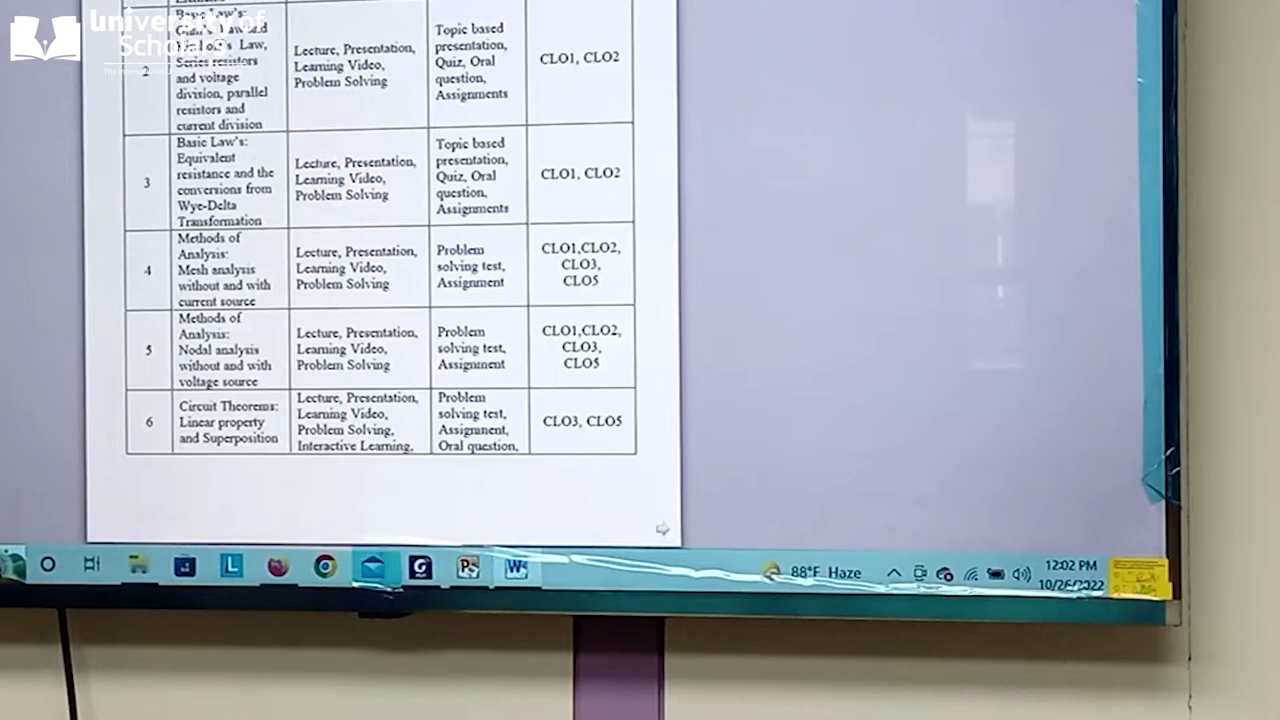 University of
Scholars
2
Series resistors
and voltage
division, parallel
resistors and
current division
Lecture, Presentation,
Learning Video,
Problem Solving
Topic based
presentation,
Quiz, Oral
question,
Assignments
CLO1, CLO2
3
Basic Law's:
Equivalent
resistance and the
conversions from
Wye-Delta
Transformation
Lecture, Presentation,
Learning Video,
Problem Solving
Topic based
presentation,
Quiz, Oral
question,
Assignments
CLO1, CLO2
4
Methods of
Analysis:
Mesh analysis
without and with
current source
Lecture, Presentation,
Learning Video,
Problem Solving
Problem
solving test,
Assignment
CLO1,CLO2,
CLO3,
CLO5
5
Methods of
Analysis:
Nodal analysis
without and with
voltage source
Lecture, Presentation,
Learning Video,
Problem Solving
Problem
solving test,
Assignment
CLO1,CLO2,
CLO3,
CLO5
6
Circuit Theorems:
Linear property
and Superposition
Lecture, Presentation,
Learning Video,
Problem Solving,
Interactive Learning,
Problem
solving test,
Assignment,
Oral question,
CLO3, CLO5
88°F Haze
12:02 PM
10/26/2022